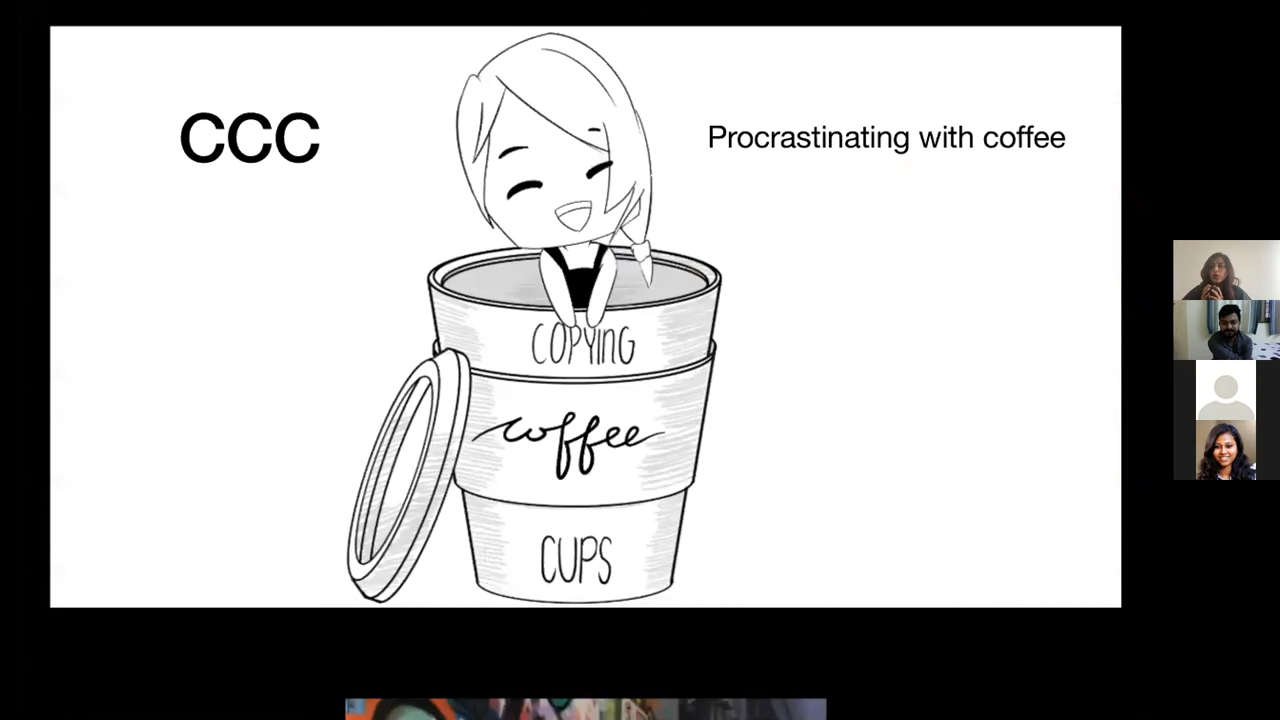 CCC
Procrastinating with coffee
COPYING
coffee
CUPS